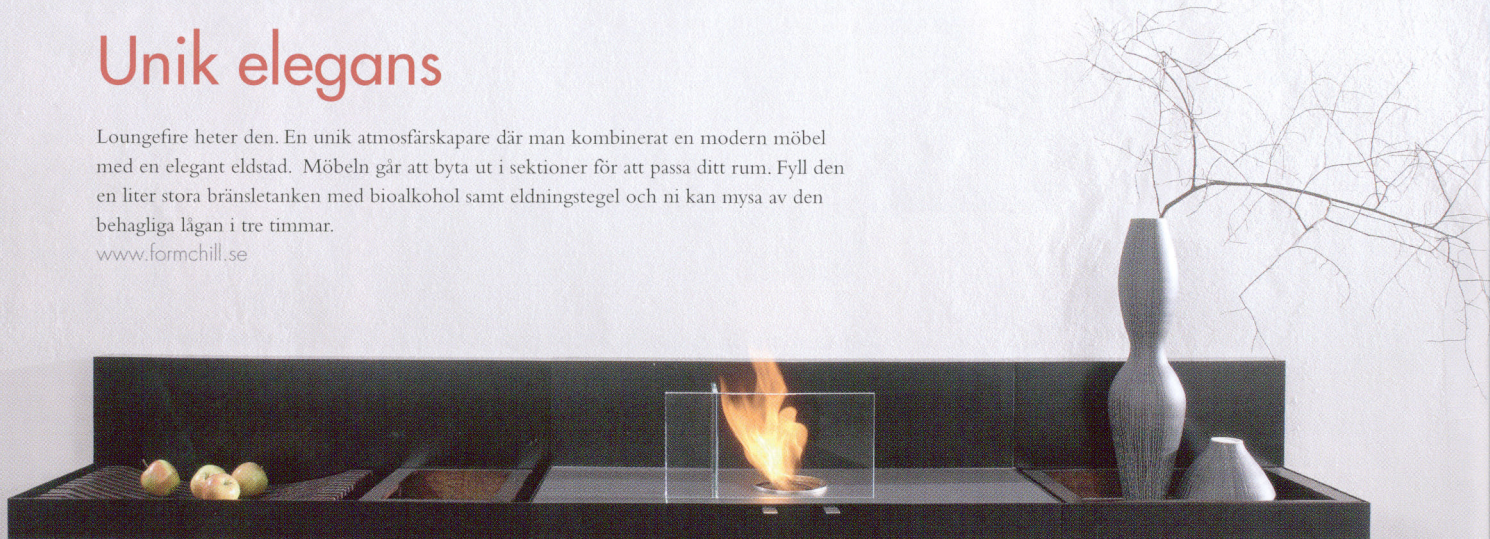 Unik elegans
Loungefire heter den. En unik atmosfärskapare där man kombinerat en modern möbel
med en elegant eldstad. Möbeln går att byta ut i sektioner för att passa ditt rum. Fyll den
en liter stora bränsletanken med bioalkohol samt eldningstegel och ni kan mysa av den
behagliga lågan i tre timmar.
www.formchill.se